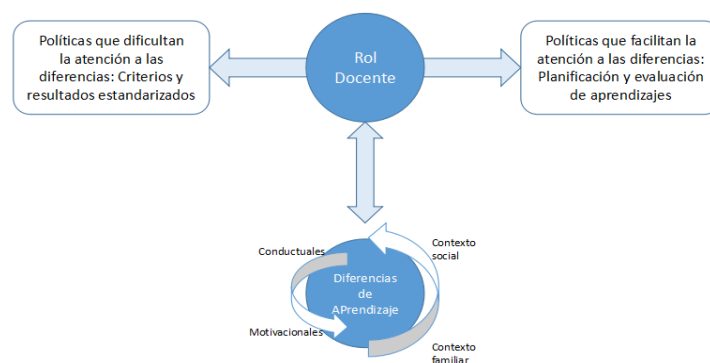 Políticas que dificultan
la atención a las
diferencias: Criterios y
resultados estandarizados
Rol
Docente
Políticas que facilitan la
atención a las diferencias:
Planificación y evaluación
de aprendizajes
Conductuales
Contexto
social
Diferencias
de
APrendizaje
Motivacionales
Contexto
familiar